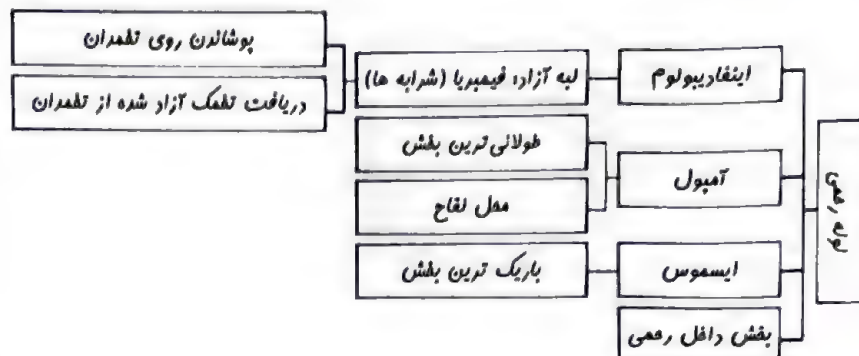 لوله رحمی
اینفادیبولوم
لبه آزاد: فیمبریا (شرابه ها)
پوشاندن روی تخمدان
دریافت تخمک آزاد شده از تخمدان
آمپول
طولانی ترین بخش
محل لقاح
ایسموس
باریک ترین بخش
بخش داخل رحمی